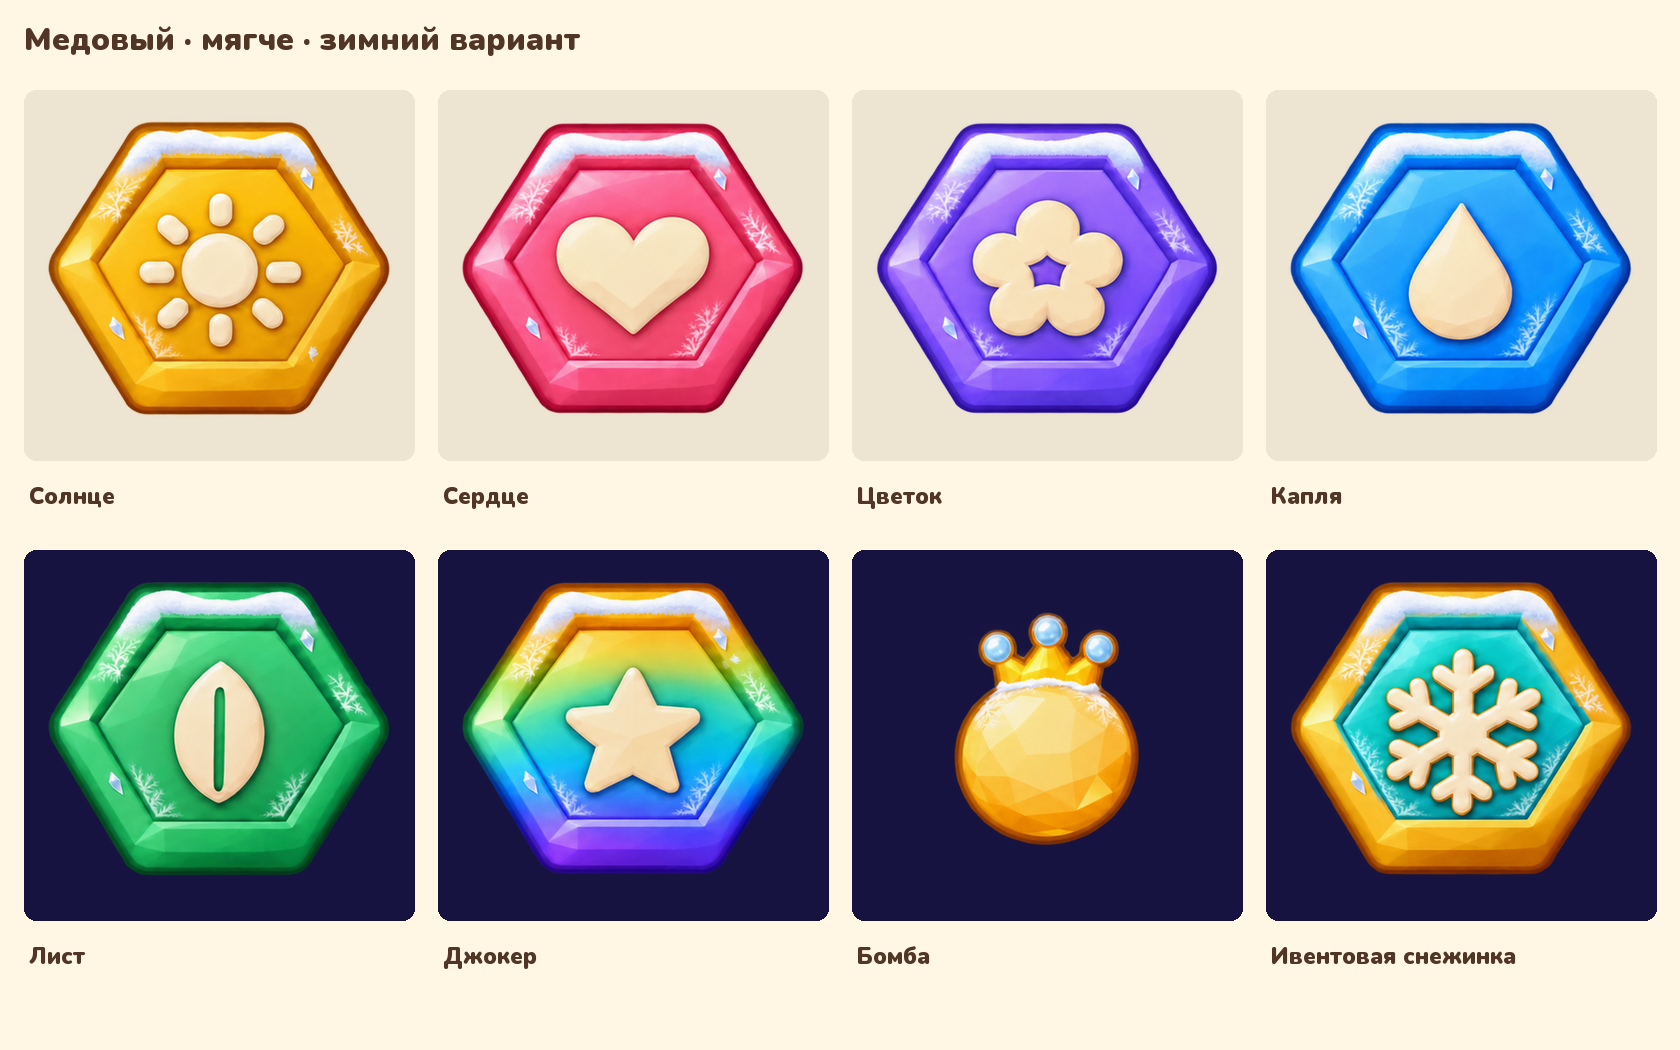 Медовый · мягче · зимний вариант
Солнце
Сердце
Цветок
Капля
Лист
Джокер
Бомба
Ивентовая снежинка